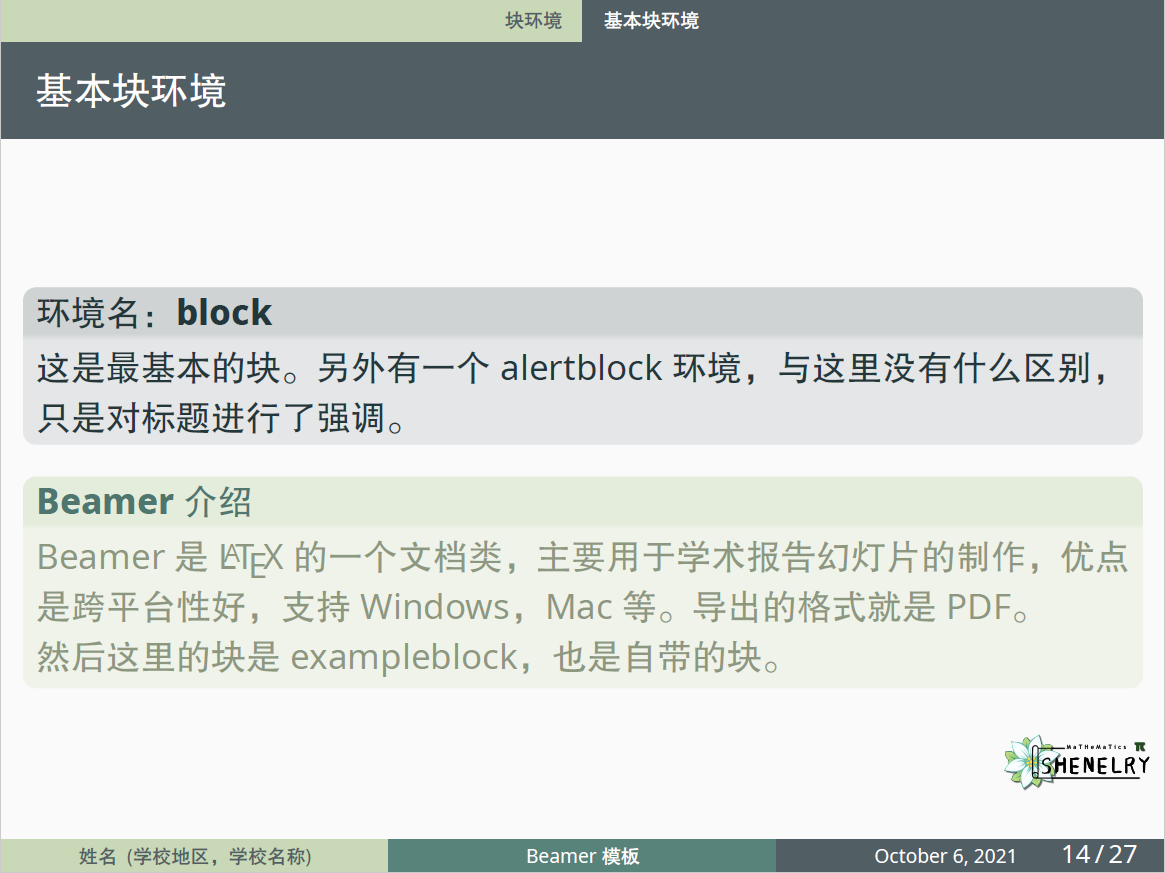 块环境 基本块环境
基本块环境
环境名：block
这是最基本的块。另外有一个 alertblock 环境，与这里没有什么区别，
只是对标题进行了强调。
Beamer 介绍
Beamer 是 LATEX 的一个文档类，主要用于学术报告幻灯片的制作，优点
是跨平台性好，支持 Windows，Mac 等。导出的格式就是 PDF。
然后这里的块是 exampleblock，也是自带的块。
MaTHeMaTics π
SHENELRY
姓名 (学校地区，学校名称) Beamer 模板 October 6, 2021 14 / 27